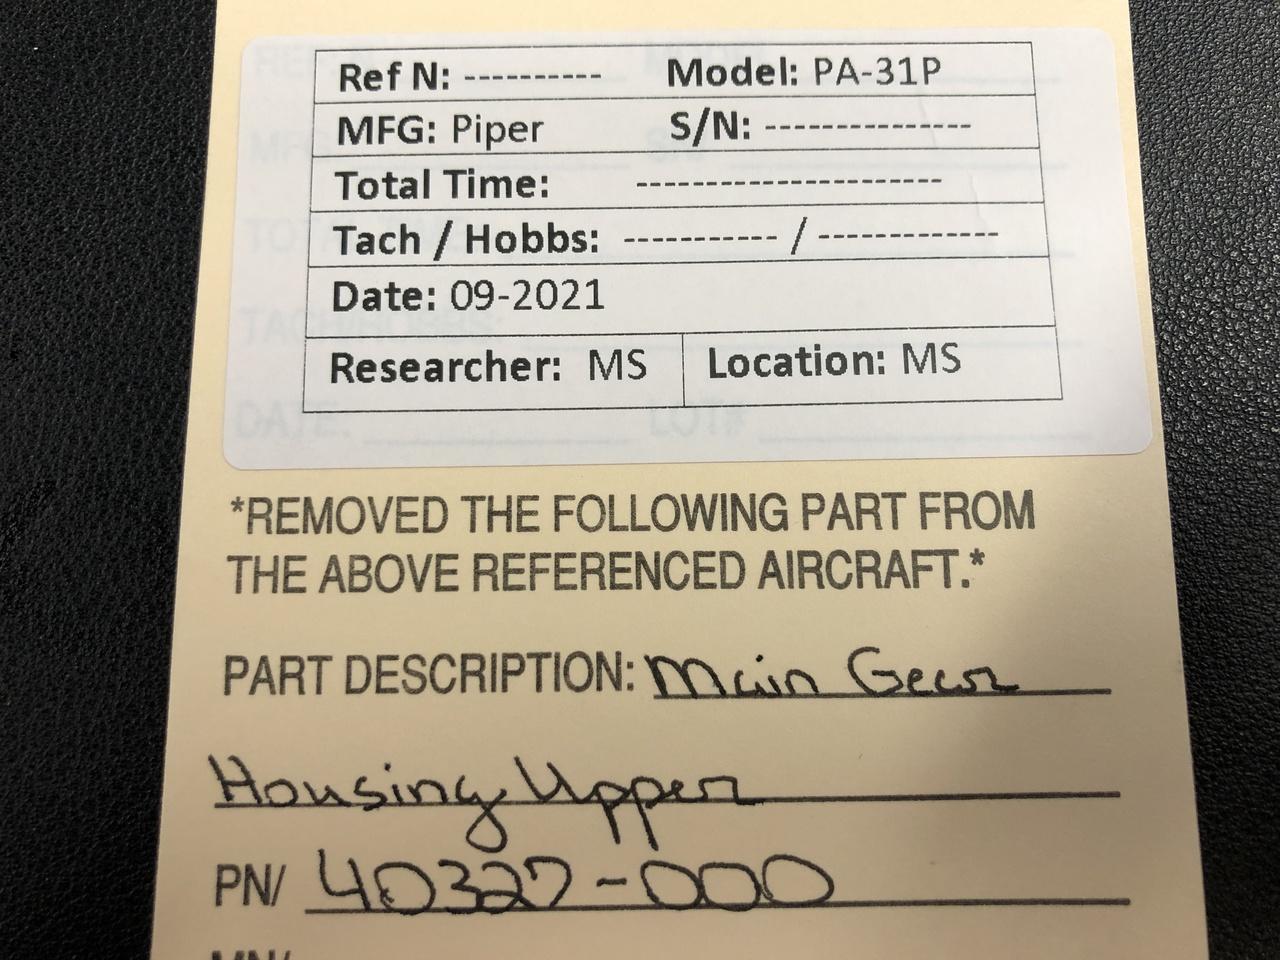 Ref N: ---------- Model: PA-31P
MFG: Piper S/N: ---------------
Total Time: ----------------------
Tach / Hobbs: ----------- / -------------
Date: 09-2021
Researcher: MS Location: MS
*REMOVED THE FOLLOWING PART FROM
THE ABOVE REFERENCED AIRCRAFT.*
PART DESCRIPTION: Main Gear
Housing Upper
PN/ 40327-000